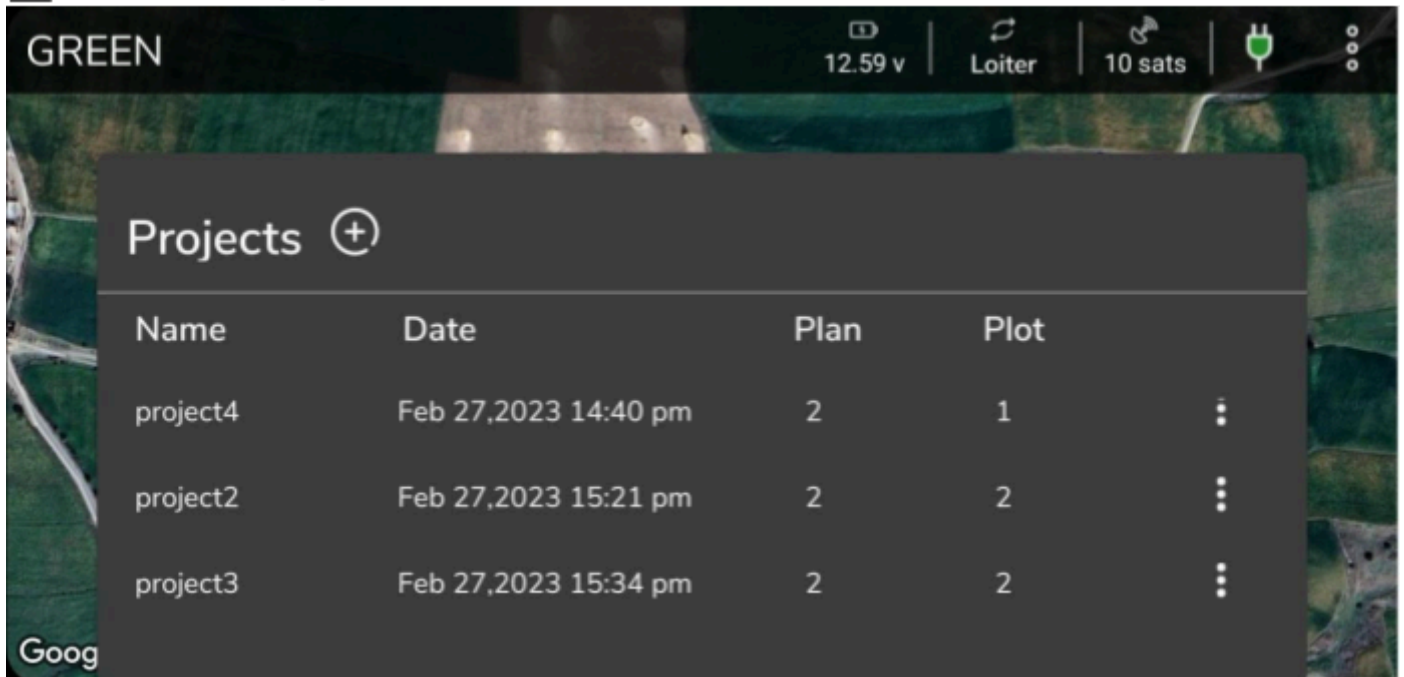 GREEN
12.59 v
Loiter
10 sats
Projects
Name Date Plan Plot
project4 Feb 27,2023 14:40 pm 2 1
project2 Feb 27,2023 15:21 pm 2 2
project3 Feb 27,2023 15:34 pm 2 2
Goog